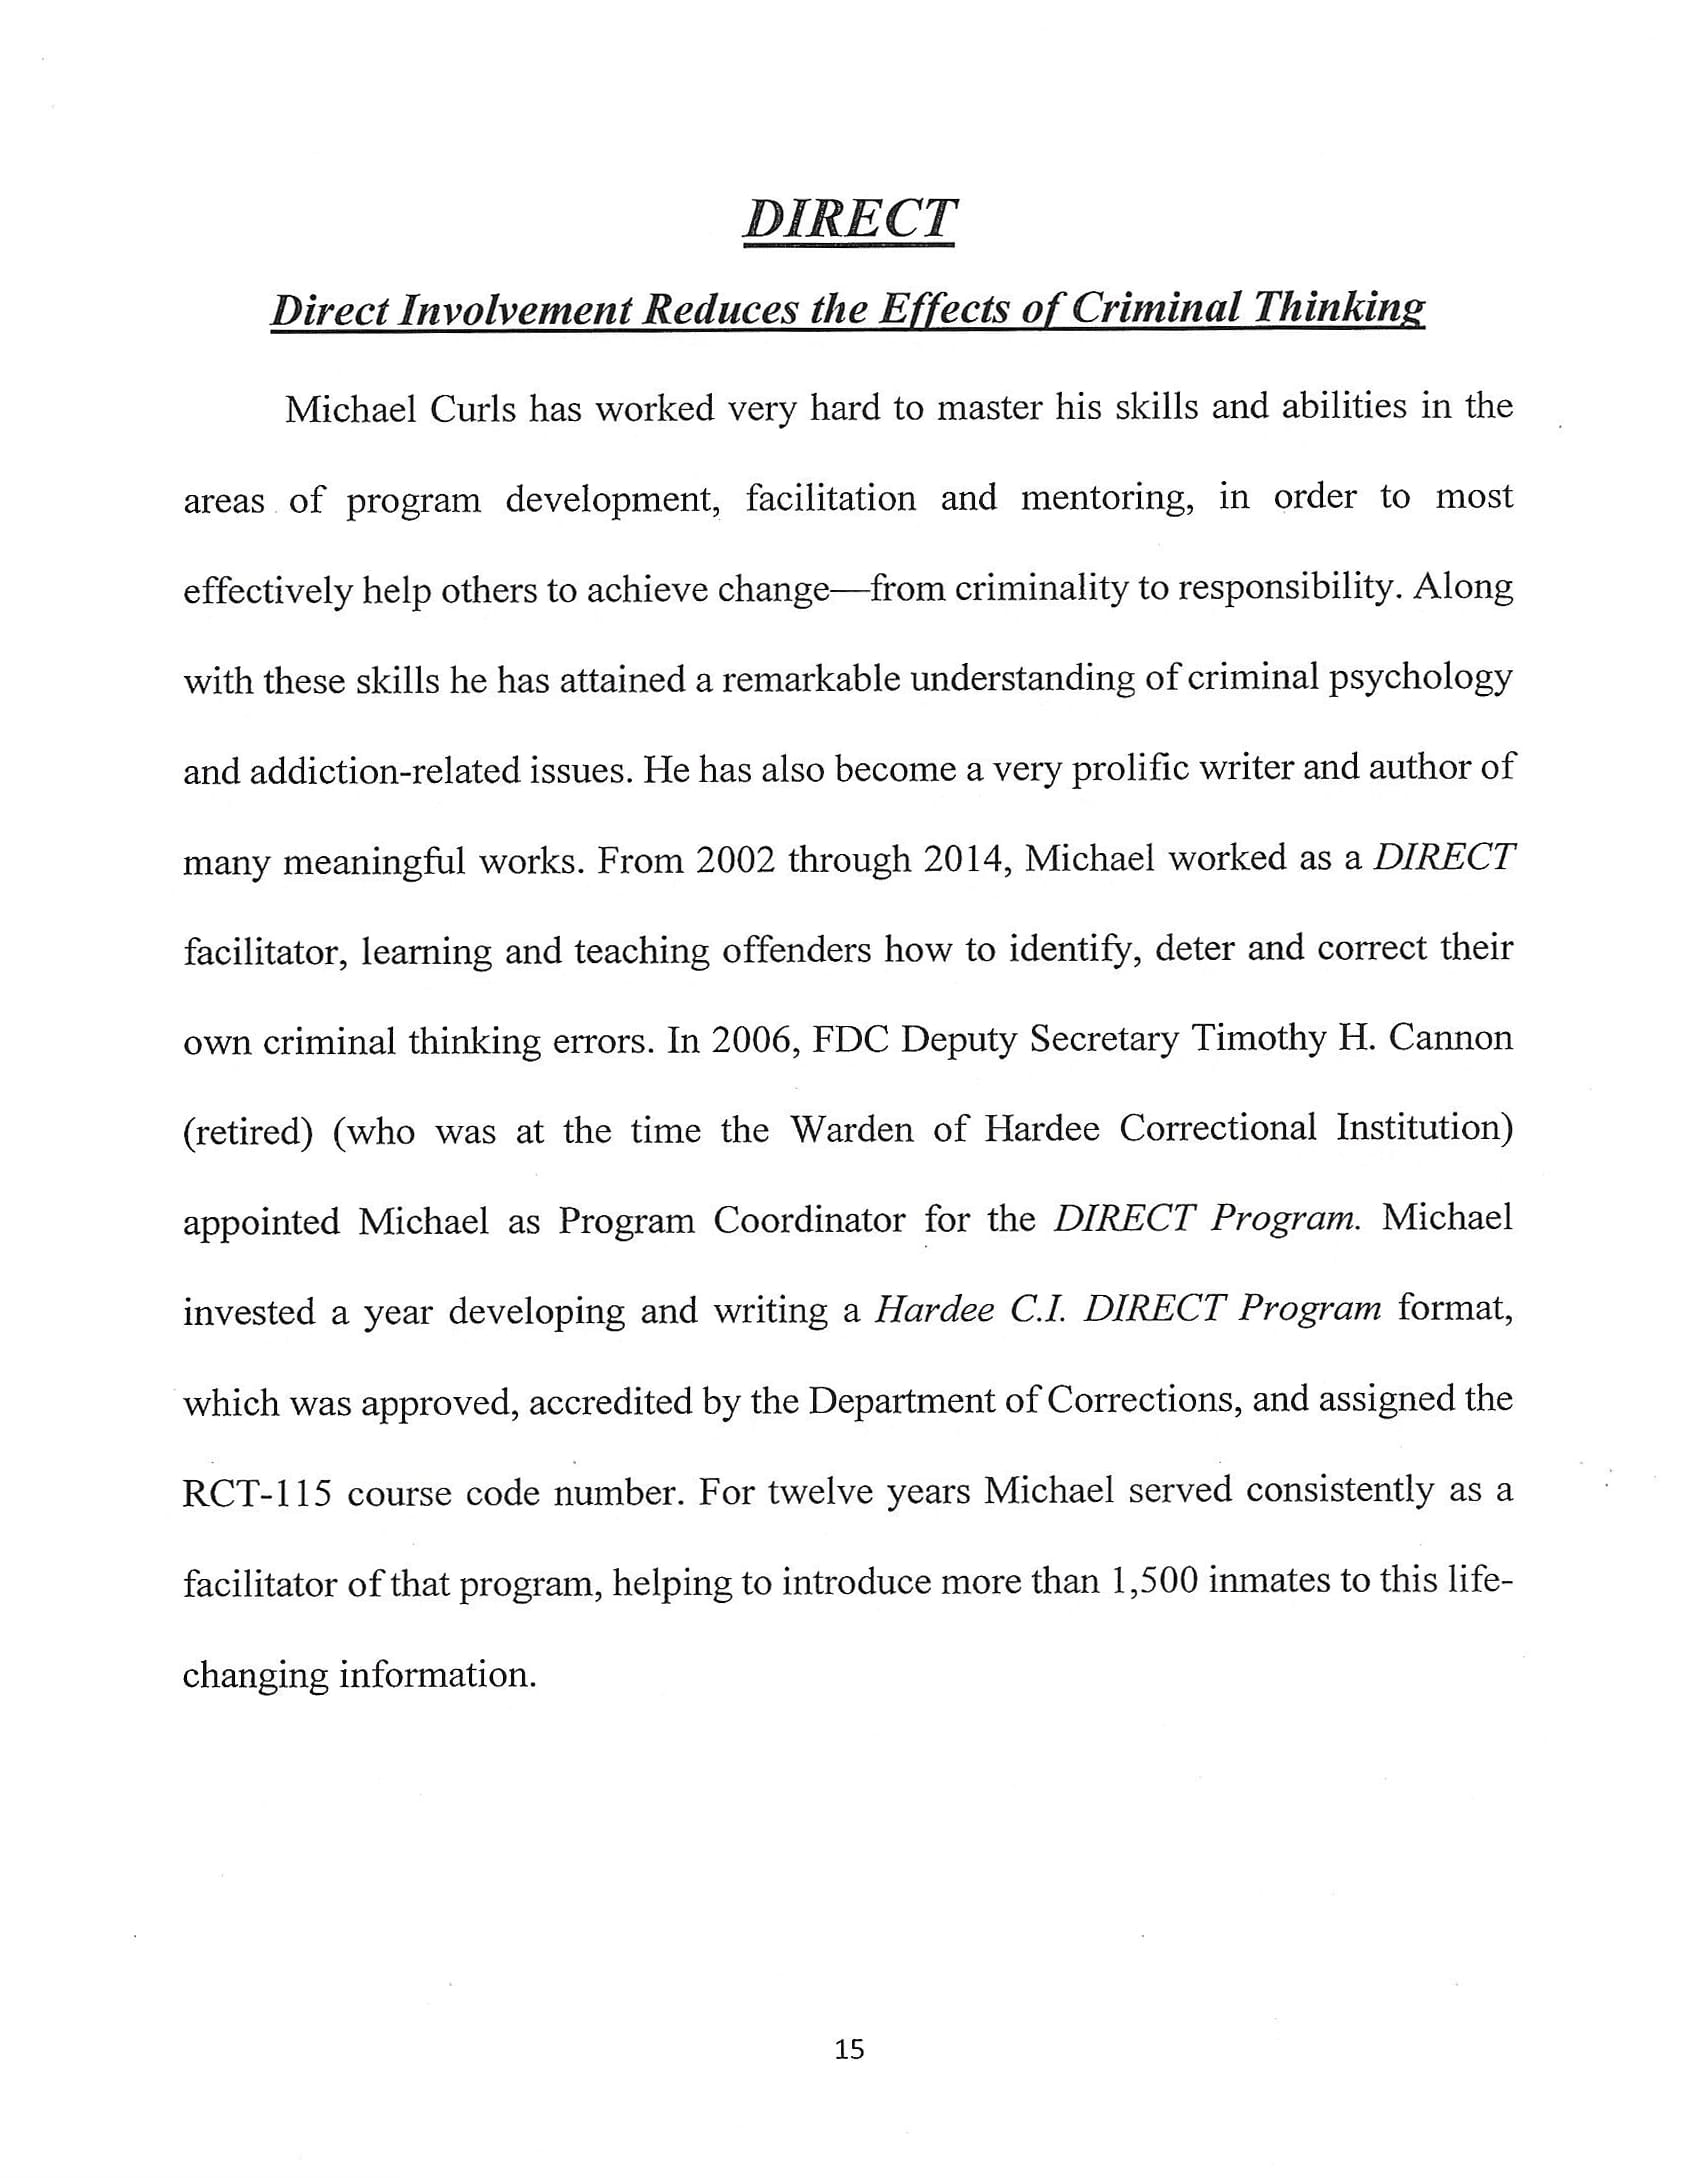 DIRECT
Direct Involvement Reduces the Effects of Criminal Thinking
Michael Curls has worked very hard to master his skills and abilities in the
areas of program development, facilitation and mentoring, in order to most
effectively help others to achieve change—from criminality to responsibility. Along
with these skills he has attained a remarkable understanding of criminal psychology
and addiction-related issues. He has also become a very prolific writer and author of
many meaningful works. From 2002 through 2014, Michael worked as a DIRECT
facilitator, learning and teaching offenders how to identify, deter and correct their
own criminal thinking errors. In 2006, FDC Deputy Secretary Timothy H. Cannon
(retired) (who was at the time the Warden of Hardee Correctional Institution)
appointed Michael as Program Coordinator for the DIRECT Program. Michael
invested a year developing and writing a Hardee C.I. DIRECT Program format,
which was approved, accredited by the Department of Corrections, and assigned the
RCT-115 course code number. For twelve years Michael served consistently as a
facilitator of that program, helping to introduce more than 1,500 inmates to this life-
changing information.
15